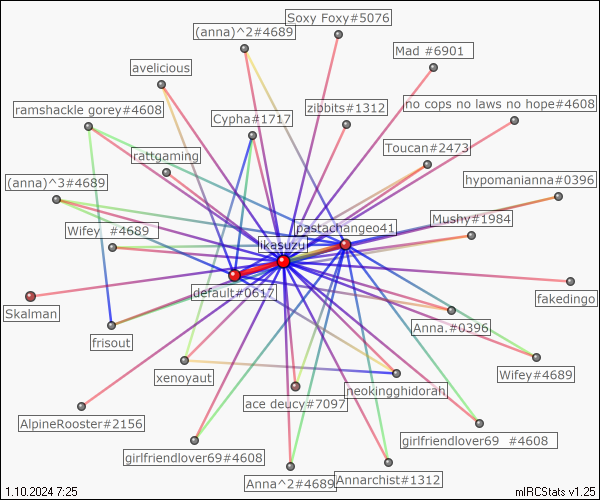 Soxy Foxy#5076
(anna)^2#4689
Mad #6901
avelicious
ramshackle gorey#4608
zibbits#1312
no cops no laws no hope#4608
Cypha#1717
Toucan#2473
rattgaming
(anna)^3#4689
hypomanianna#0396
Mushy#1984
Wifey  #4689
pastachangeo41
ikasuzu
default#0617
Skalman
fakedingo
Anna.#0396
frisout
xenoyaut
Wifey#4689
neokingghidorah
ace deucy#7097
AlpineRooster#2156
girlfriendlover69  #4608
girlfriendlover69#4608
Anna^2#4689
Annarchist#1312
1.10.2024 7:25
mIRCStats v1.25